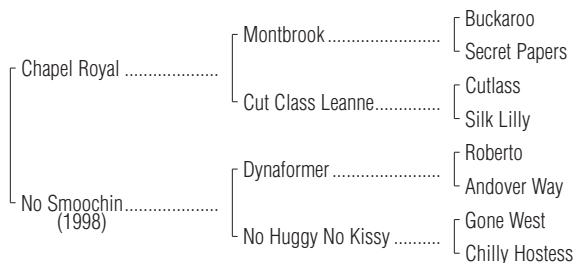 Buckaroo
Montbrook
Secret Papers
Chapel Royal
Cutlass
Cut Class Leanne
Silk Lilly
Roberto
Dynaformer
Andover Way
No Smoochin
(1998)
Gone West
No Huggy No Kissy
Chilly Hostess